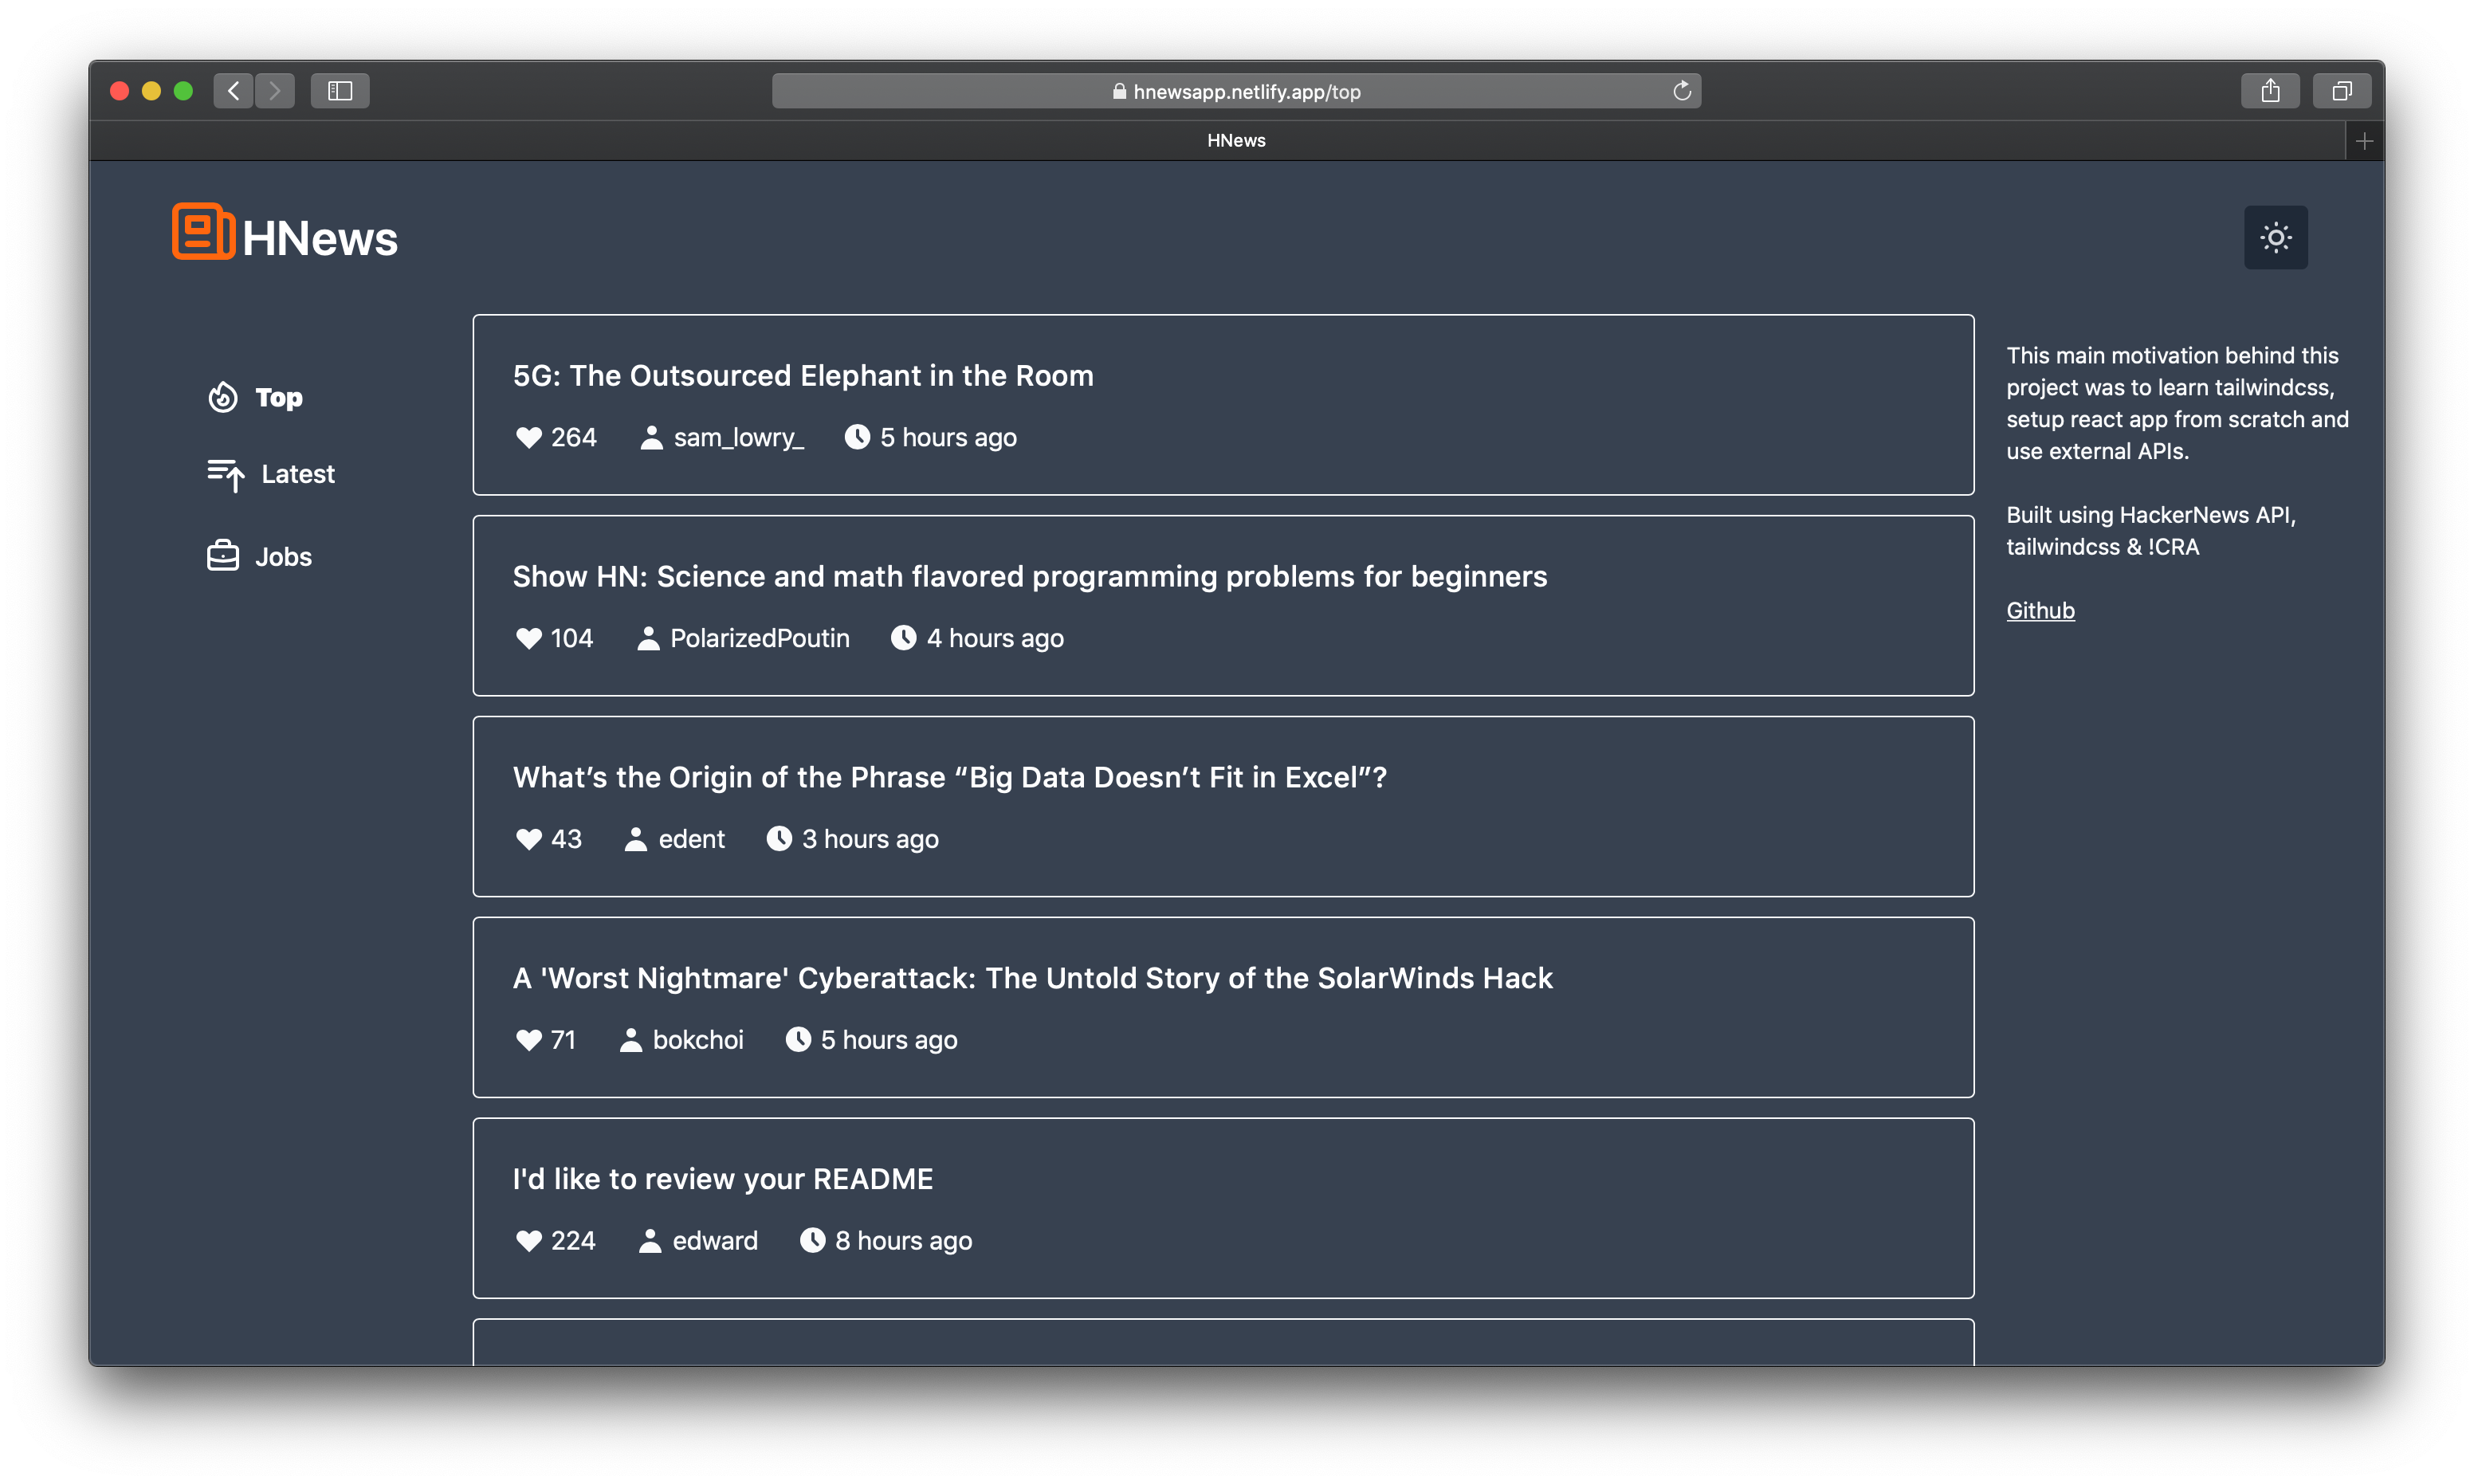 hnewsapp.netlify.app/top
HNews
HNews
Top
Latest
Jobs
5G: The Outsourced Elephant in the Room
264 sam_lowry_ 5 hours ago
Show HN: Science and math flavored programming problems for beginners
104 PolarizedPoutin 4 hours ago
What’s the Origin of the Phrase “Big Data Doesn’t Fit in Excel”?
43 edent 3 hours ago
A 'Worst Nightmare' Cyberattack: The Untold Story of the SolarWinds Hack
71 bokchoi 5 hours ago
I'd like to review your README
224 edward 8 hours ago
This main motivation behind this
project was to learn tailwindcss,
setup react app from scratch and
use external APIs.
Built using HackerNews API,
tailwindcss & !CRA
Github